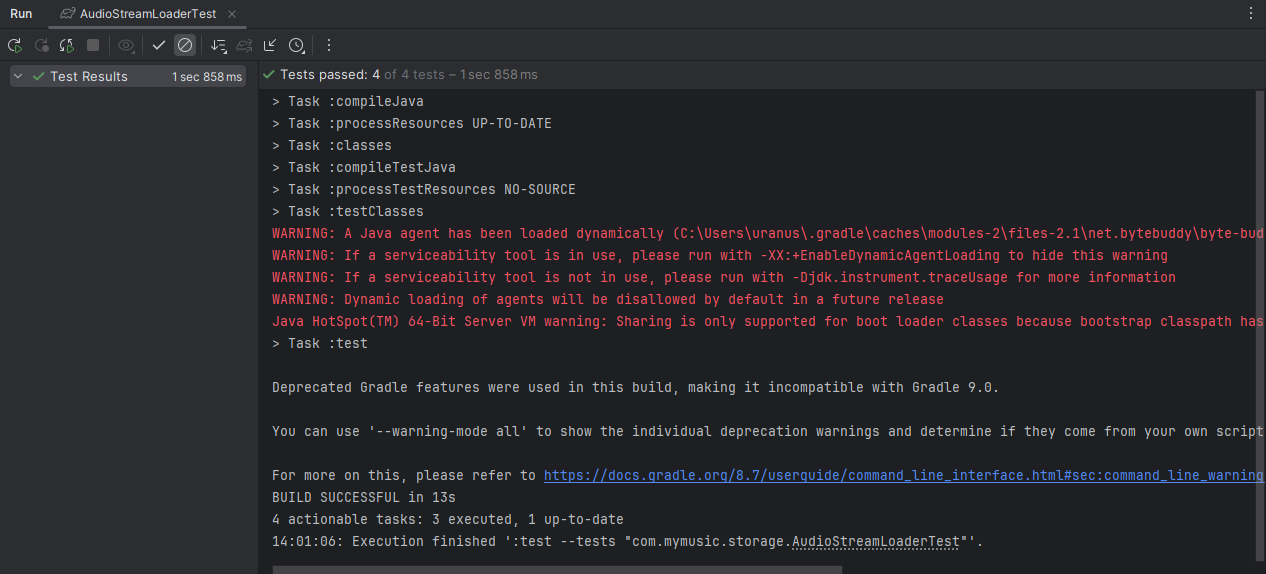 Run AudioStreamLoaderTest
Test Results 1 sec 858 ms
Tests passed: 4 of 4 tests – 1 sec 858 ms
> Task :compileJava
> Task :processResources UP-TO-DATE
> Task :classes
> Task :compileTestJava
> Task :processTestResources NO-SOURCE
> Task :testClasses
WARNING: A Java agent has been loaded dynamically (C:\Users\uranus\.gradle\caches\modules-2\files-2.1\net.bytebuddy\byte-bud
WARNING: If a serviceability tool is in use, please run with -XX:+EnableDynamicAgentLoading to hide this warning
WARNING: If a serviceability tool is not in use, please run with -Djdk.instrument.traceUsage for more information
WARNING: Dynamic loading of agents will be disallowed by default in a future release
Java HotSpot(TM) 64-Bit Server VM warning: Sharing is only supported for boot loader classes because bootstrap classpath has
> Task :test
Deprecated Gradle features were used in this build, making it incompatible with Gradle 9.0.
You can use '--warning-mode all' to show the individual deprecation warnings and determine if they come from your own script
For more on this, please refer to https://docs.gradle.org/8.7/userguide/command_line_interface.html#sec:command_line_warning
BUILD SUCCESSFUL in 13s
4 actionable tasks: 3 executed, 1 up-to-date
14:01:06: Execution finished ':test --tests "com.mymusic.storage.AudioStreamLoaderTest"'.